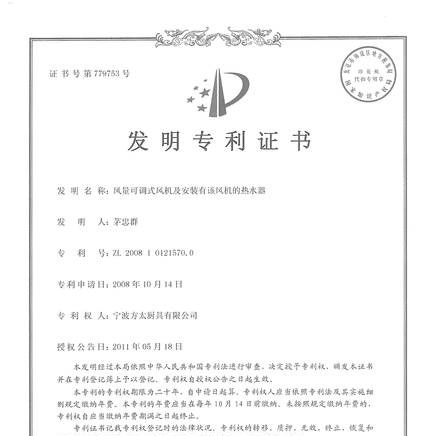 证书号第779753号
印花税
代扣专用章
发明专利证书
发明名称:风量可调式风机及安装有该风机的热水器
发明人:茅忠群
专利号:ZL 2008 1 0121570.0
专利申请日:2008年10月14日
专利权人:宁波方太厨具有限公司
授权公告日:2011年05月18日
本发明经过本局依照中华人民共和国专利法进行审查,决定授予专利权,颁发本证书
并在专利登记簿上予以登记。专利权自授权公告之日起生效。
本专利的专利权期限为二十年,自申请日起算。专利权人应当依照专利法及其实施细
则规定缴纳年费。本专利的年费应当在每年10月14日前缴纳。未按照规定缴纳年费的,
专利权自应当缴纳年费期满之日起终止。
专利证书记载专利权登记时的法律状况。专利权的转移、质押、无效、终止、恢复和